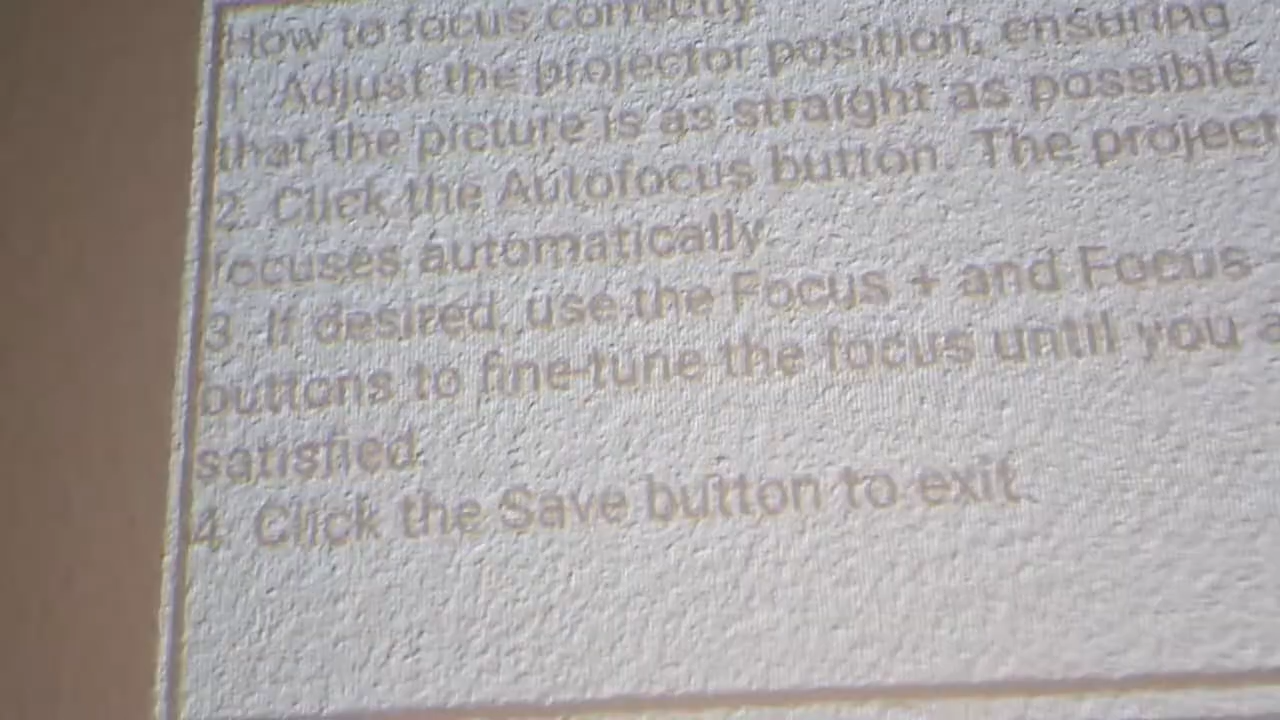 How to focus correctly
1. Adjust the projector position, ensuring
that the picture is as straight as possible.
2. Click the Autofocus button. The project
focuses automatically.
3. If desired, use the Focus + and Focus -
buttons to fine-tune the focus until you a
satisfied.
4. Click the Save button to exit.